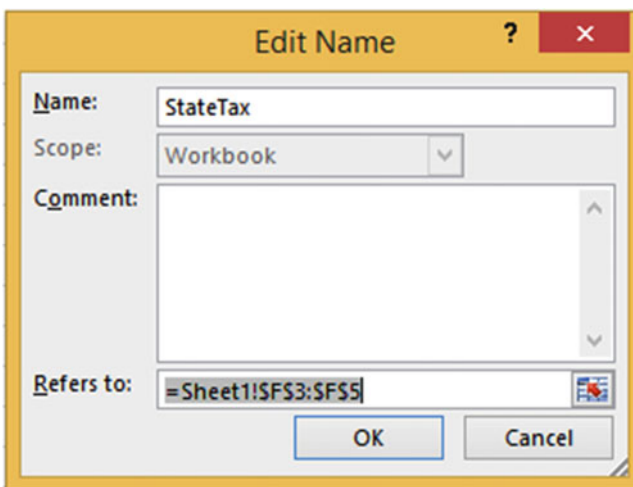 Edit Name
?
Name: StateTax
Scope: Workbook
Comment:
Refers to: =Sheet1!$F$3:$F$5
OK Cancel